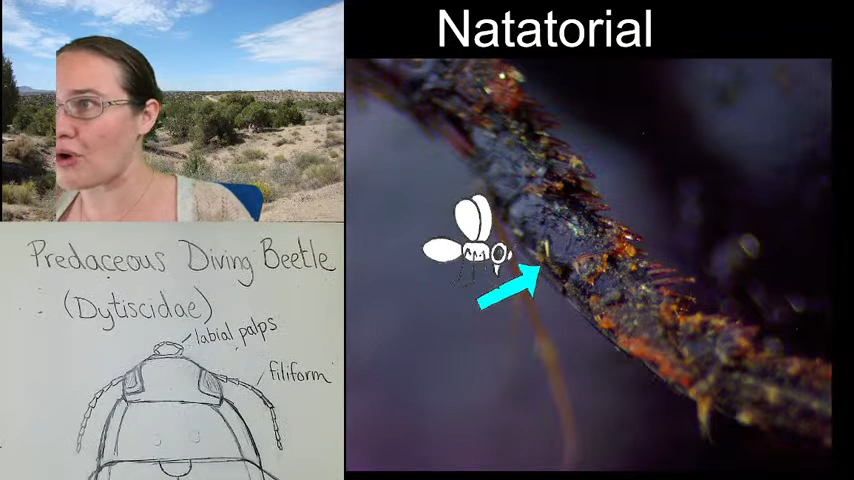 Natatorial
Predaceous Diving Beetle
(Dytiscidae)
labial palps
filiform